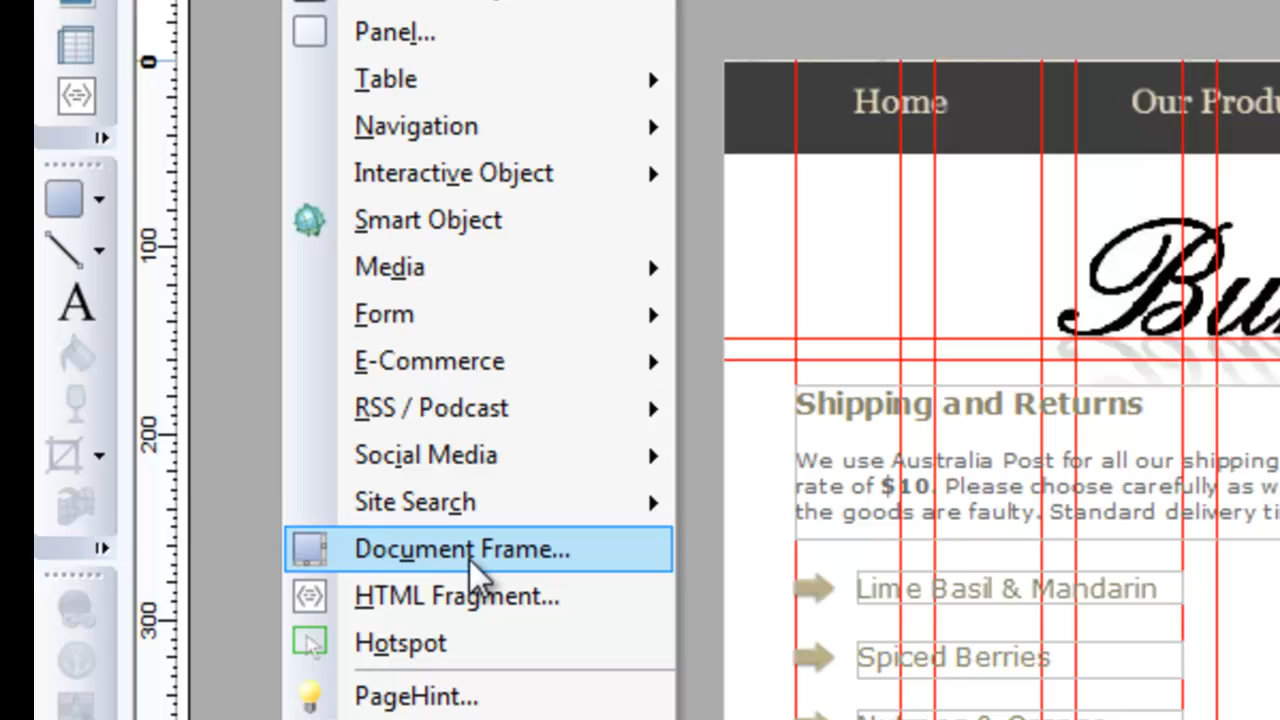 Panel...
Table
Navigation
Interactive Object
Smart Object
Media
Form
E-Commerce
RSS / Podcast
Social Media
Site Search
Document Frame...
HTML Fragment...
Hotspot
PageHint...
0
100
200
300
A
Home
Our
Shipping and Returns
We use Australia Post for all our shipping
rate of $10. Please choose carefully as
the goods are faulty. Standard delivery
Lime Basil & Mandarin
Spiced Berries